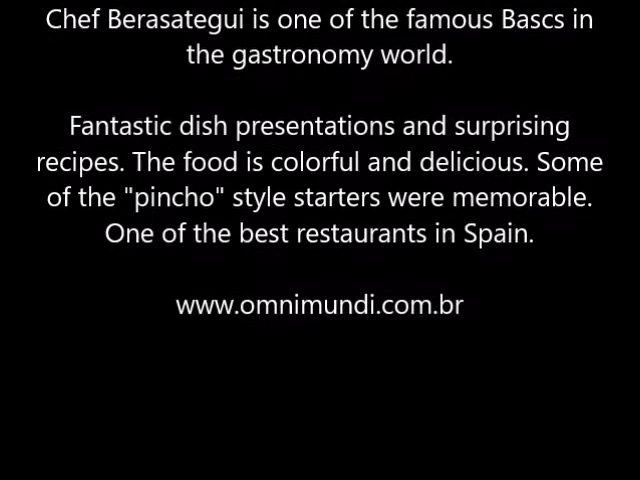 Chef Berasategui is one of the famous Bascs in
the gastronomy world.
Fantastic dish presentations and surprising
recipes. The food is colorful and delicious. Some
of the "pincho" style starters were memorable.
One of the best restaurants in Spain.
www.omnimundi.com.br